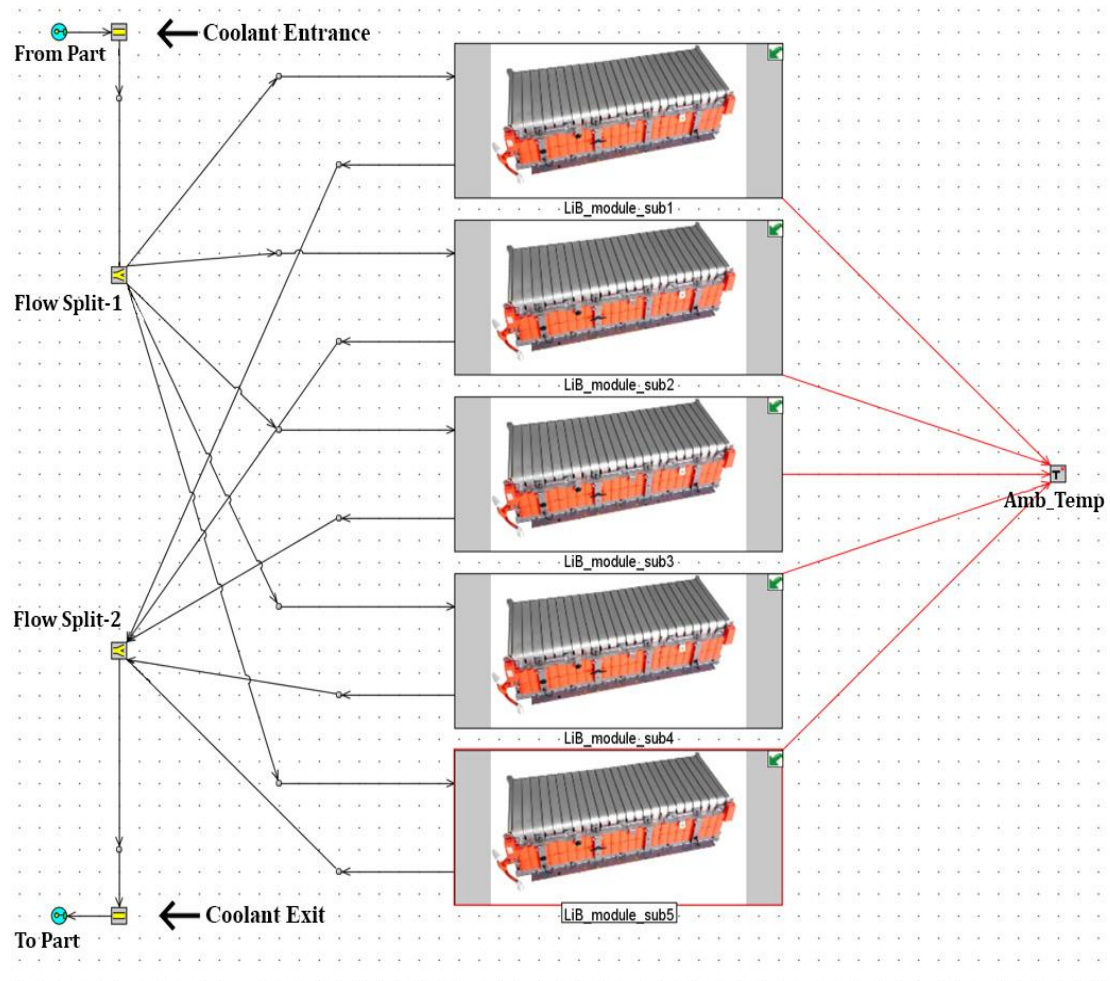 Coolant Entrance
From Part
LiB_module_sub1
Flow Split-1
LiB_module_sub2
T
Amb_Temp
LiB_module_sub3
Flow Split-2
LiB_module_sub4
LiB_module_sub5
Coolant Exit
To Part